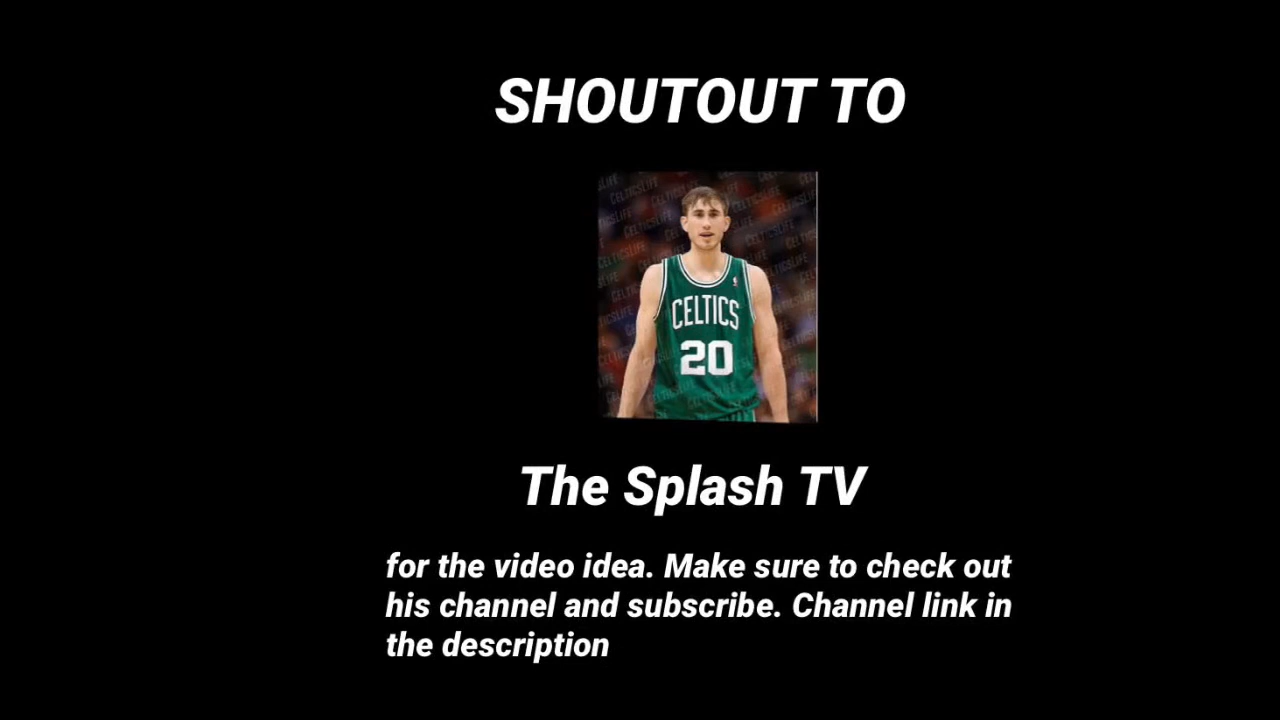 SHOUTOUT TO
CELTICSLIFE
CELTICS
20
The Splash TV
for the video idea. Make sure to check out
his channel and subscribe. Channel link in
the description